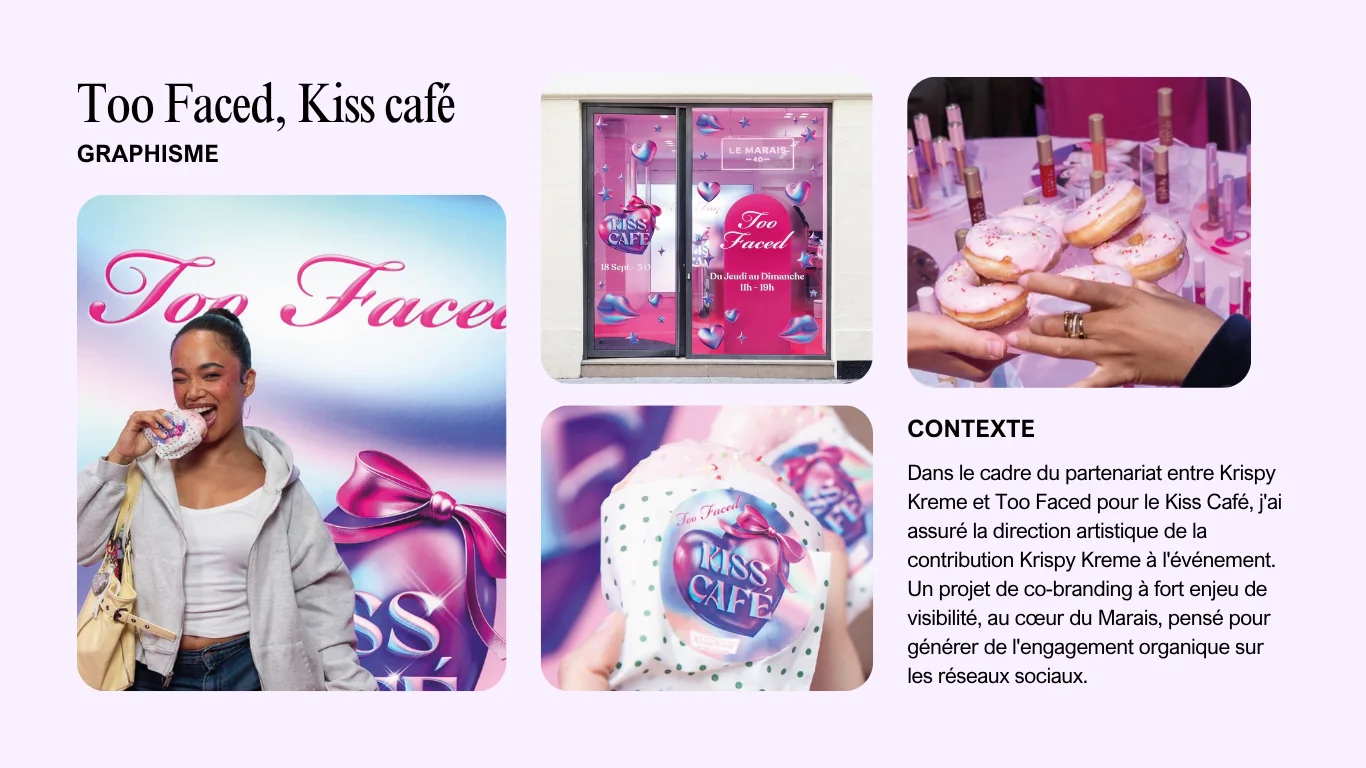 Too Faced, Kiss café
GRAPHISME
Too Faced
SS
LE MARAIS
40
KISS
CAFÉ
18 Sept - 5 O
Too
Faced
Du Jeudi au Dimanche
11h - 19h
Too Faced
KISS
CAFÉ
CONTEXTE
Dans le cadre du partenariat entre Krispy
Kreme et Too Faced pour le Kiss Café, j'ai
assuré la direction artistique de la
contribution Krispy Kreme à l'événement.
Un projet de co-branding à fort enjeu de
visibilité, au cœur du Marais, pensé pour
générer de l'engagement organique sur
les réseaux sociaux.